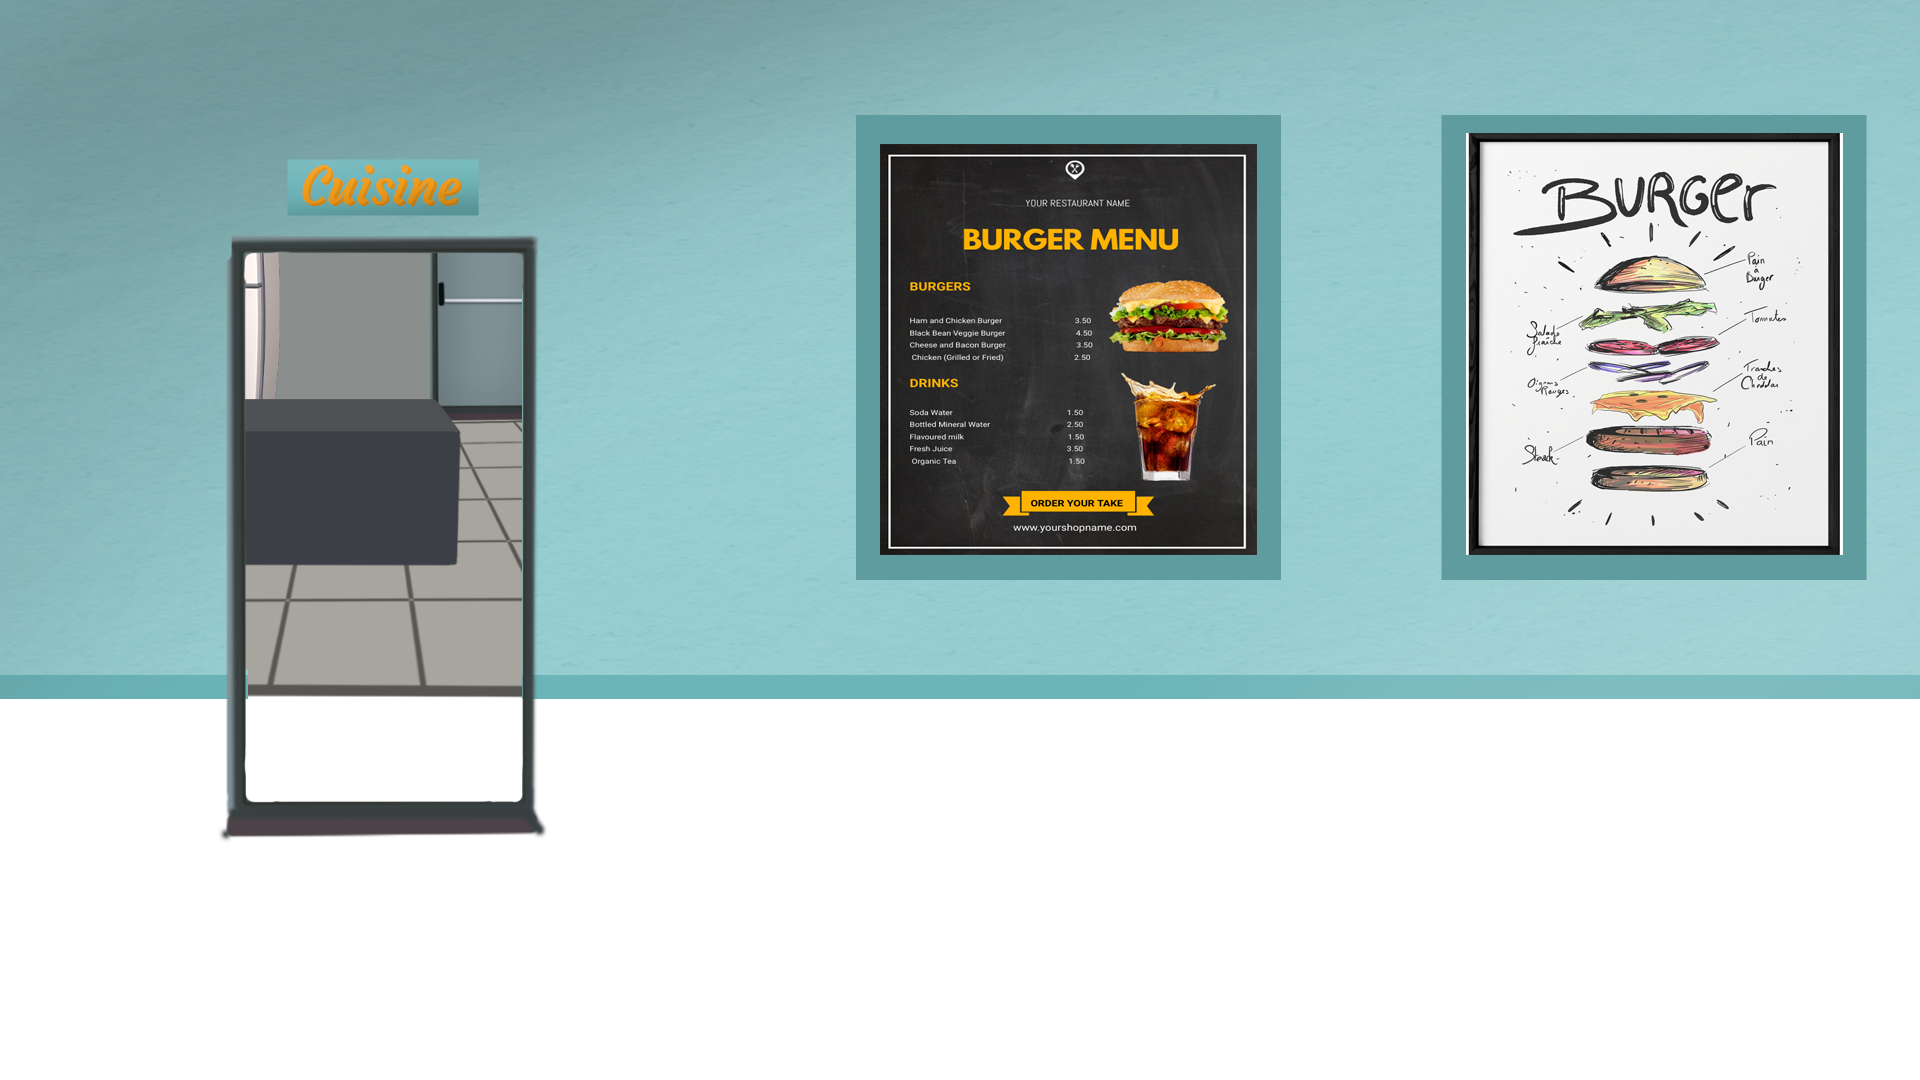 Cuisine
YOUR RESTAURANT NAME
BURGER MENU
BURGERS
Ham and Chicken Burger 3.50
Black Bean Veggie Burger 4.50
Cheese and Bacon Burger 3.50
Chicken (Grilled or Fried) 2.50
DRINKS
Soda Water 1.50
Bottled Mineral Water 2.50
Flavoured milk 1.50
Fresh Juice 3.50
Organic Tea 1.50
ORDER YOUR TAKE
www.yourshopname.com
BURGER
Pain
à
Burger
Salade
fraîche
Tomates
Oignons
Rouges
Tranches
de
Cheddar
Steak
Pain